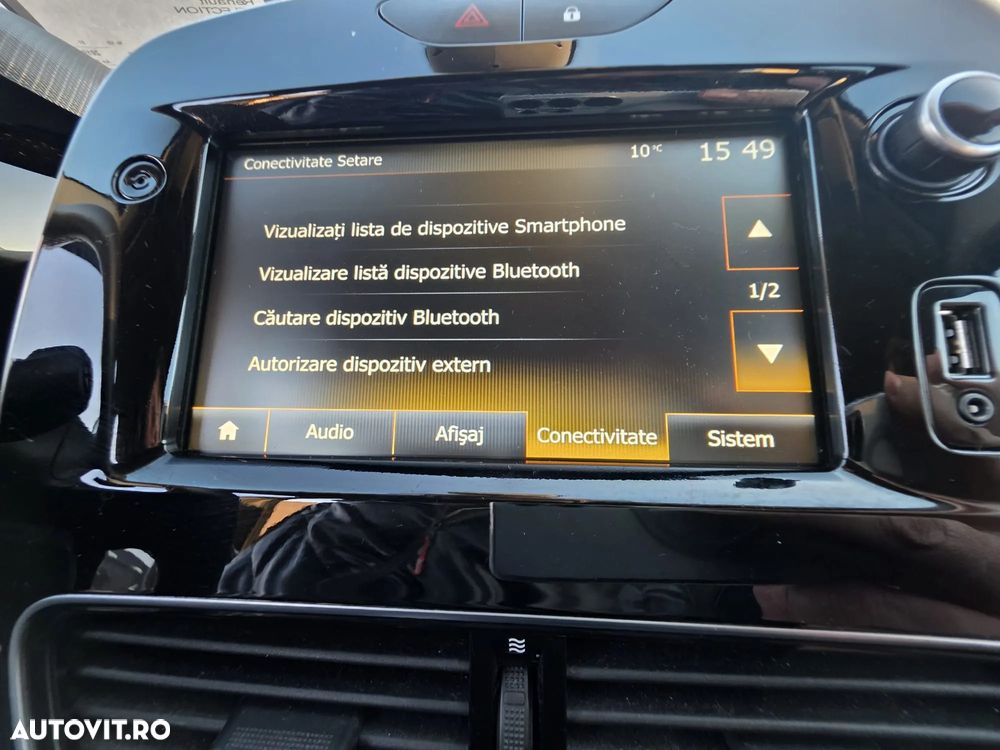 Conectivitate Setare
10°C
15 49
Vizualizați lista de dispozitive Smartphone
Vizualizare listă dispozitive Bluetooth
Căutare dispozitiv Bluetooth
Autorizare dispozitiv extern
1/2
Audio
Afişaj
Conectivitate
Sistem
AUTOVIT.RO